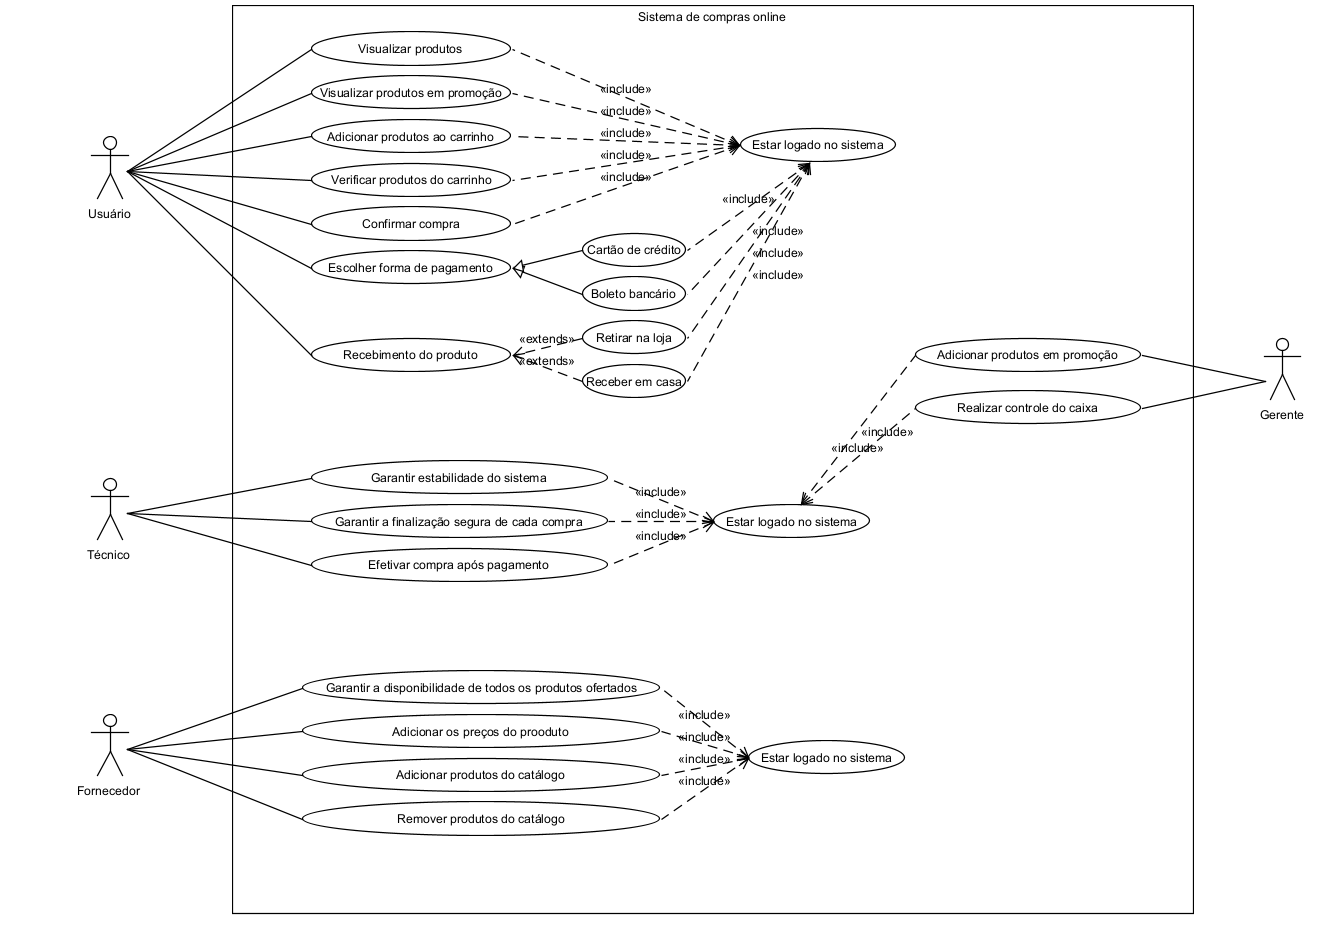 Sistema de compras online
Visualizar produtos
«include»
Visualizar produtos em promoção
«include»
Adicionar produtos ao carrinho
«include»
Estar logado no sistema
Verificar produtos do carrinho
«include»
Usuário
Confirmar compra
«include»
«include»
Cartão de crédito
«include»
Escolher forma de pagamento
«include»
Boleto bancário
«include»
Recebimento do produto
«extends»
Retirar na loja
«extends»
Receber em casa
Adicionar produtos em promoção
Realizar controle do caixa
Gerente
«include»
«include»
Garantir estabilidade do sistema
«include»
Garantir a finalização segura de cada compra
«include»
Estar logado no sistema
Efetivar compra após pagamento
«include»
Técnico
Garantir a disponibilidade de todos os produtos ofertados
«include»
Adicionar os preços do prooduto
«include»
Estar logado no sistema
Adicionar produtos do catálogo
«include»
Fornecedor
Remover produtos do catálogo
«include»